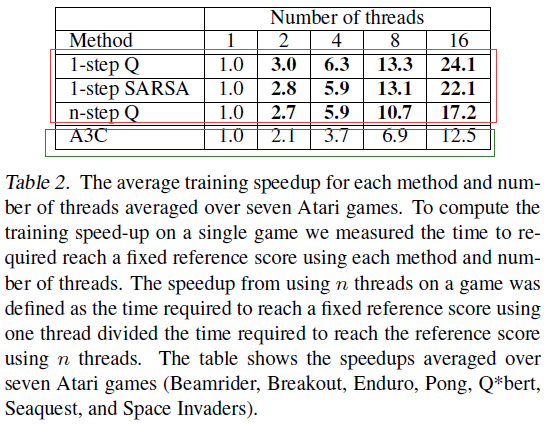 Number of threads
Method 1 2 4 8 16
1-step Q 1.0 3.0 6.3 13.3 24.1
1-step SARSA 1.0 2.8 5.9 13.1 22.1
n-step Q 1.0 2.7 5.9 10.7 17.2
A3C 1.0 2.1 3.7 6.9 12.5
Table 2. The average training speedup for each method and num-
ber of threads averaged over seven Atari games. To compute the
training speed-up on a single game we measured the time to re-
quired reach a fixed reference score using each method and num-
ber of threads. The speedup from using n threads on a game was
defined as the time required to reach a fixed reference score using
one thread divided the time required to reach the reference score
using n threads. The table shows the speedups averaged over
seven Atari games (Beamrider, Breakout, Enduro, Pong, Q*bert,
Seaquest, and Space Invaders).